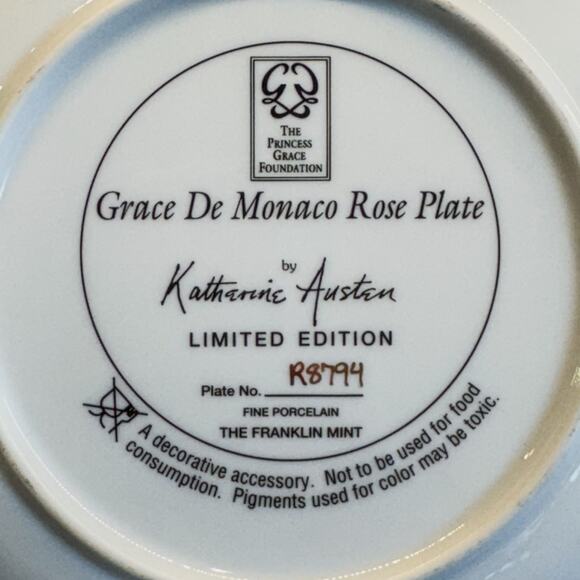 THE
PRINCESS
GRACE
FOUNDATION
Grace De Monaco Rose Plate
by
Katherine Austen
LIMITED EDITION
Plate No. R8794
FINE PORCELAIN
THE FRANKLIN MINT
A decorative accessory. Not to be used for food
consumption. Pigments used for color may be toxic.